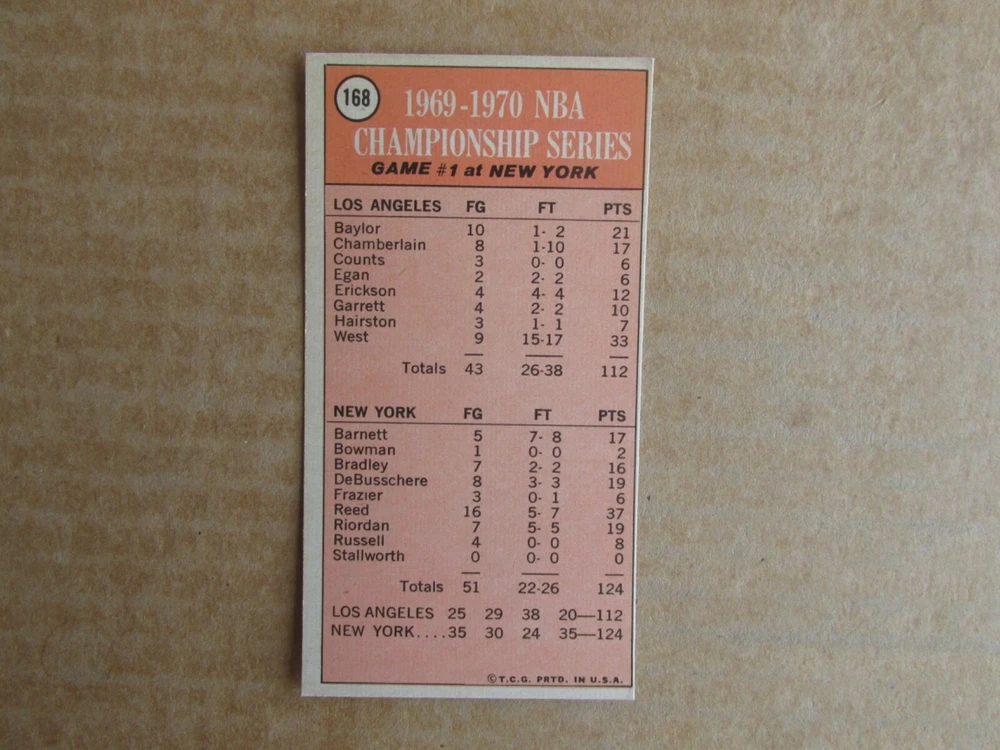 168
1969-1970 NBA
CHAMPIONSHIP SERIES
GAME #1 at NEW YORK
LOS ANGELES FG FT PTS
Baylor 10 1- 2 21
Chamberlain 8 1-10 17
Counts 3 0- 0 6
Egan 2 2- 2 6
Erickson 4 4- 4 12
Garrett 4 2- 2 10
Hairston 3 1- 1 7
West 9 15-17 33
Totals 43 26-38 112
NEW YORK FG FT PTS
Barnett 5 7- 8 17
Bowman 1 0- 0 2
Bradley 7 2- 2 16
DeBusschere 8 3- 3 19
Frazier 3 0- 1 6
Reed 16 5- 7 37
Riordan 7 5- 5 19
Russell 4 0- 0 8
Stallworth 0 0- 0 0
Totals 51 22-26 124
LOS ANGELES 25 29 38 20—112
NEW YORK....35 30 24 35—124
©T.C.G. PRTD. IN U.S.A.